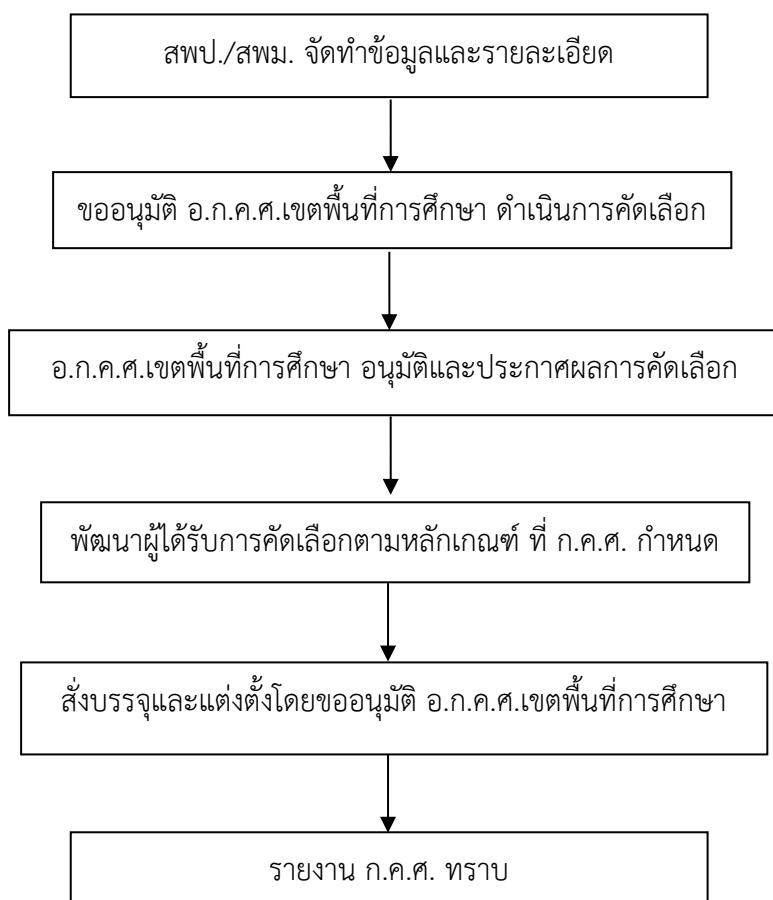 สพป./สพม. จัดทำข้อมูลและรายละเอียด
ขออนุมัติ อ.ก.ค.ศ.เขตพื้นที่การศึกษา ดำเนินการคัดเลือก
อ.ก.ค.ศ.เขตพื้นที่การศึกษา อนุมัติและประกาศผลการคัดเลือก
พัฒนาผู้ได้รับการคัดเลือกตามหลักเกณฑ์ ที่ ก.ค.ศ. กำหนด
สั่งบรรจุและแต่งตั้งโดยขออนุมัติ อ.ก.ค.ศ.เขตพื้นที่การศึกษา
รายงาน ก.ค.ศ. ทราบ